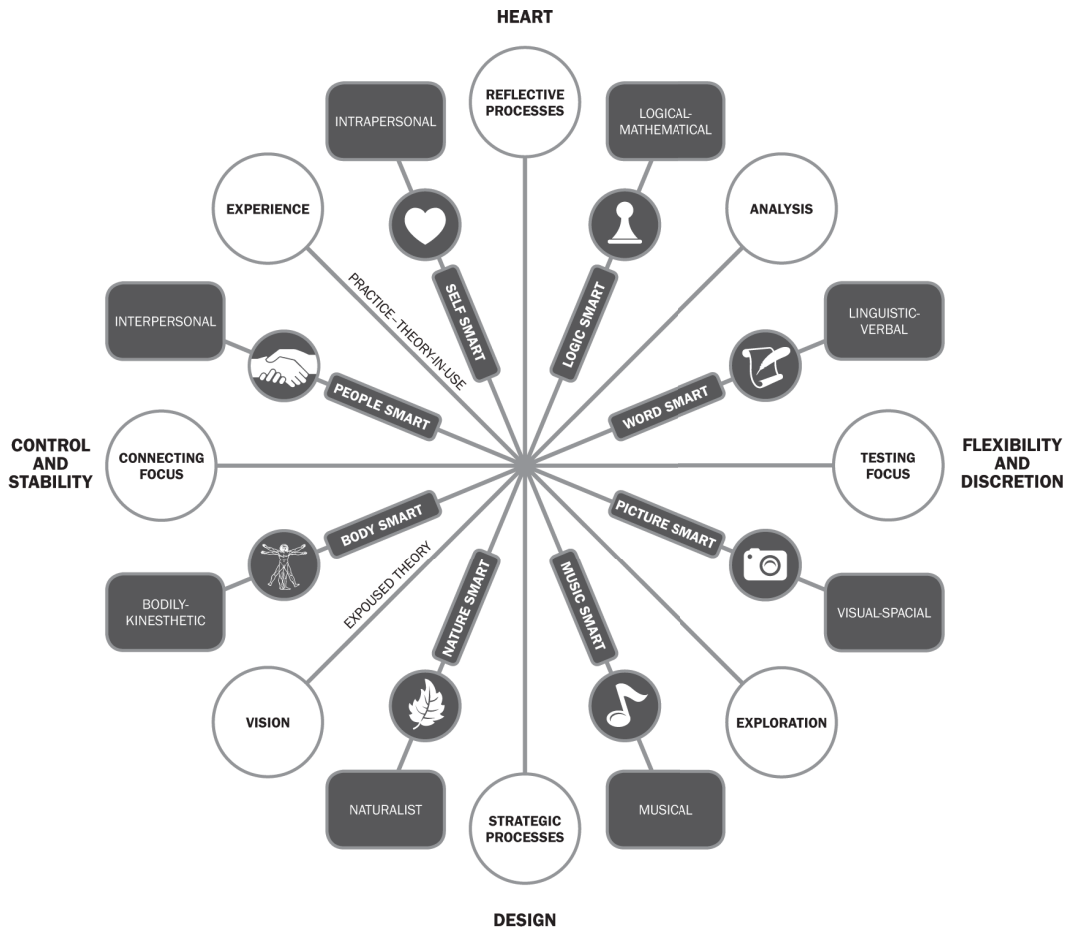 HEART
REFLECTIVE
PROCESSES
INTRAPERSONAL
LOGICAL-
MATHEMATICAL
EXPERIENCE
ANALYSIS
SELF SMART
LOGIC SMART
PRACTICE–THEORY-IN-USE
INTERPERSONAL
LINGUISTIC-
VERBAL
PEOPLE SMART
WORD SMART
CONTROL
AND
STABILITY
CONNECTING
FOCUS
TESTING
FOCUS
FLEXIBILITY
AND
DISCRETION
BODY SMART
PICTURE SMART
EXPOUSED THEORY
NATURE SMART
MUSIC SMART
BODILY-
KINESTHETIC
VISUAL-SPACIAL
VISION
EXPLORATION
NATURALIST
STRATEGIC
PROCESSES
MUSICAL
DESIGN